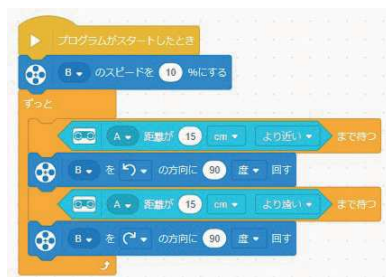 プログラムがスタートしたとき
B のスピードを 10 %にする
ずっと
A 距離が 15 cm より近い まで待つ
B を の方向に 90 度 回す
A 距離が 15 cm より遠い まで待つ
B を の方向に 90 度 回す